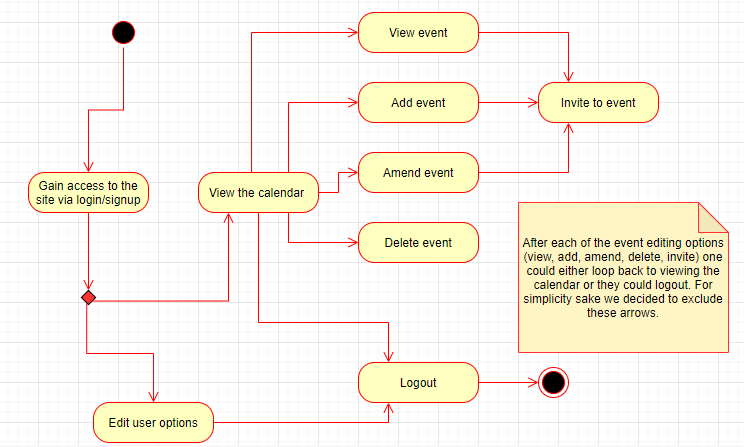 View event
Add event
Invite to event
Gain access to the
site via login/signup
View the calendar
Amend event
Delete event
After each of the event editing options
(view, add, amend, delete, invite) one
could either loop back to viewing the
calendar or they could logout. For
simplicity sake we decided to exclude
these arrows.
Logout
Edit user options